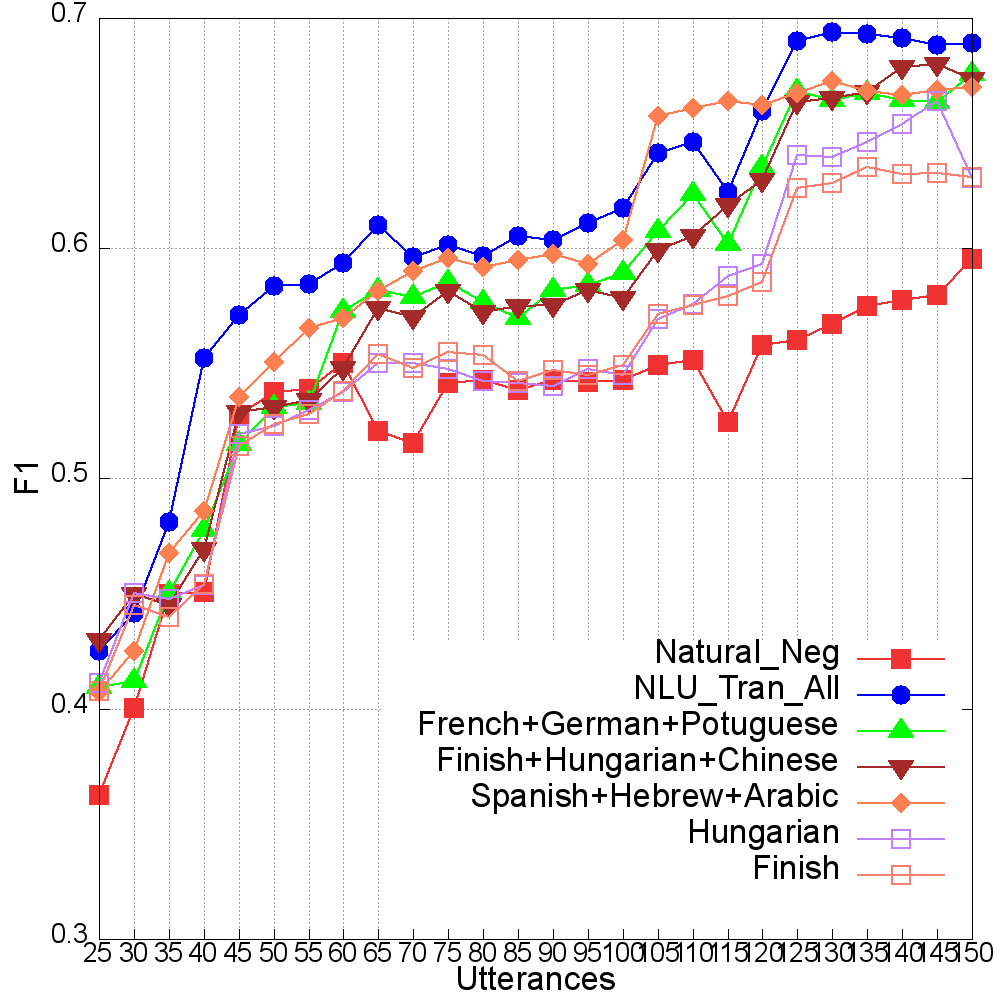 0.7
0.6
0.5
0.4
0.3
F1
25 30 35 40 45 50 55 60 65 70 75 80 85 90 95 100 105 110 115 120 125 130 135 140 145 150
Utterances
Natural_Neg
NLU_Tran_All
French+German+Potuguese
Finish+Hungarian+Chinese
Spanish+Hebrew+Arabic
Hungarian
Finish